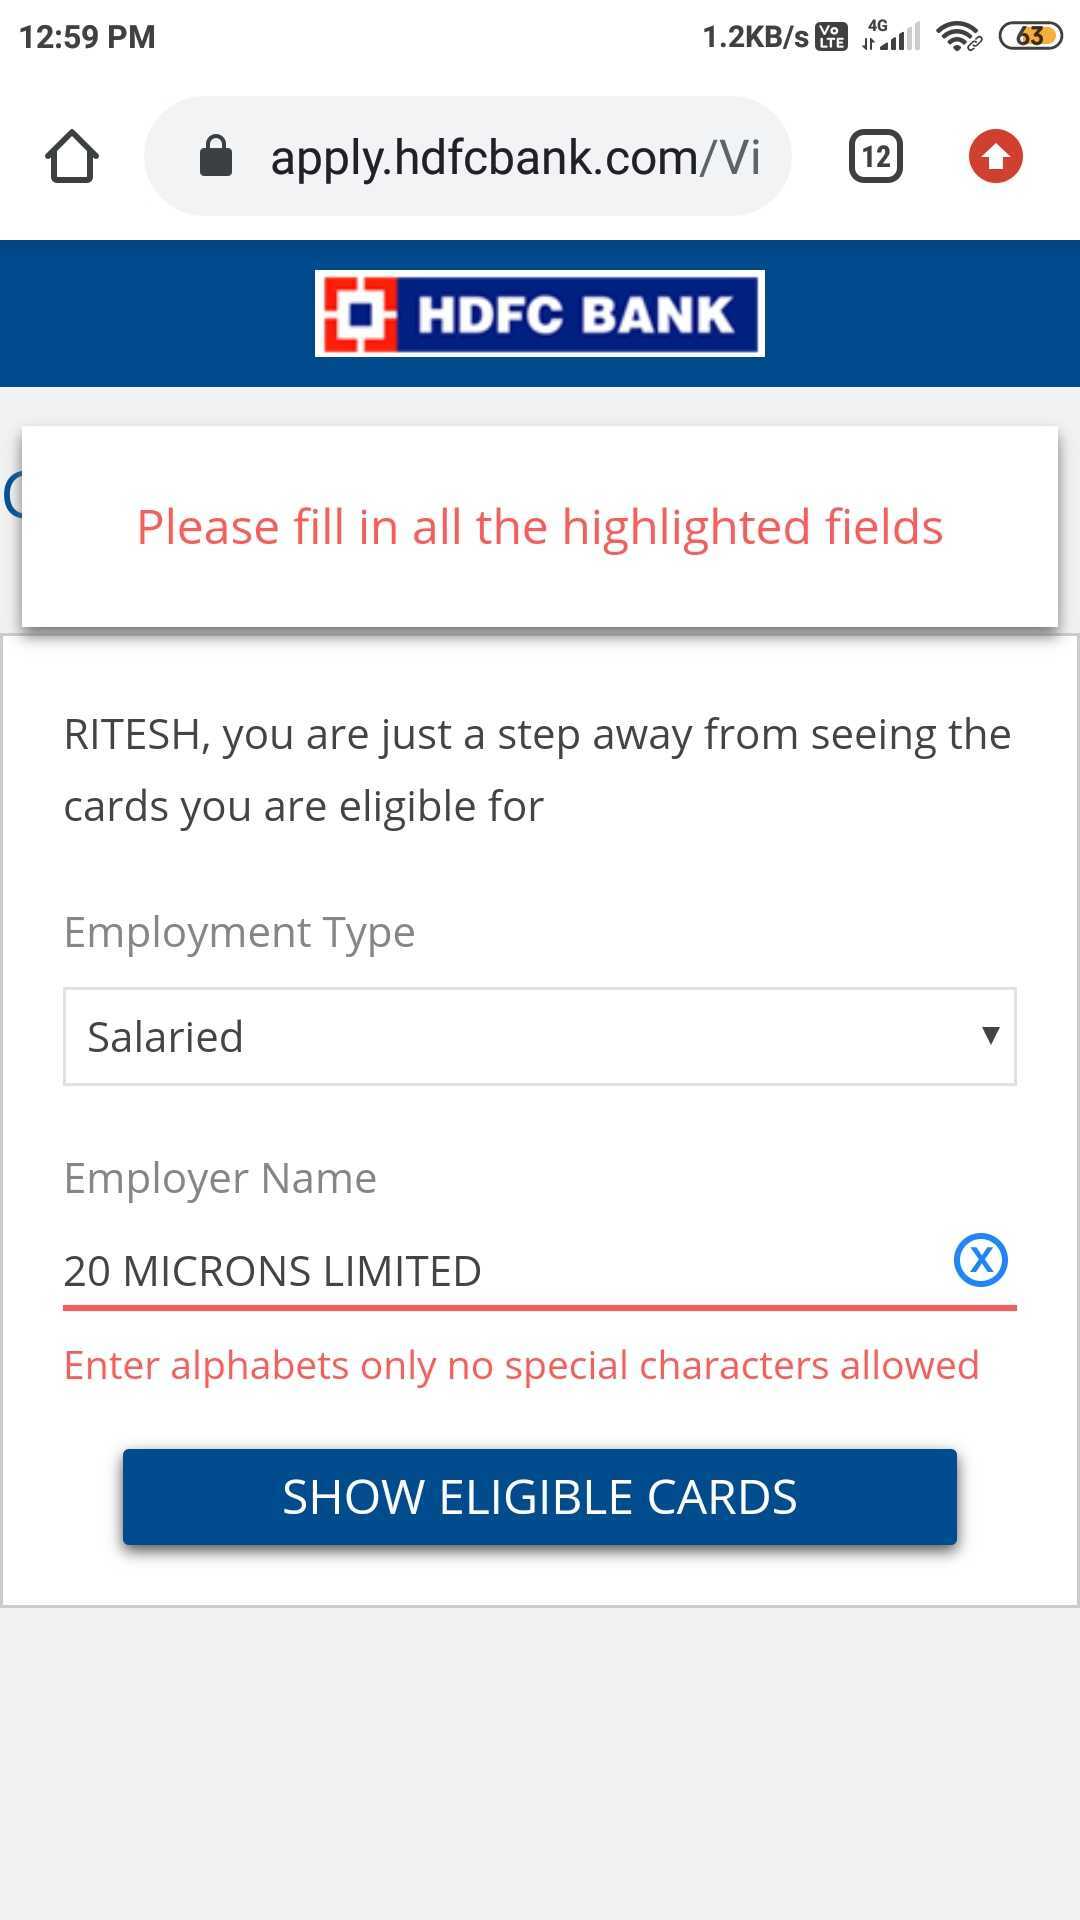 12:59 PM
1.2KB/s Vo LTE 4G 63
apply.hdfcbank.com/Vi
12
HDFC BANK
Please fill in all the highlighted fields
RITESH, you are just a step away from seeing the
cards you are eligible for
Employment Type
Salaried
Employer Name
20 MICRONS LIMITED
X
Enter alphabets only no special characters allowed
SHOW ELIGIBLE CARDS